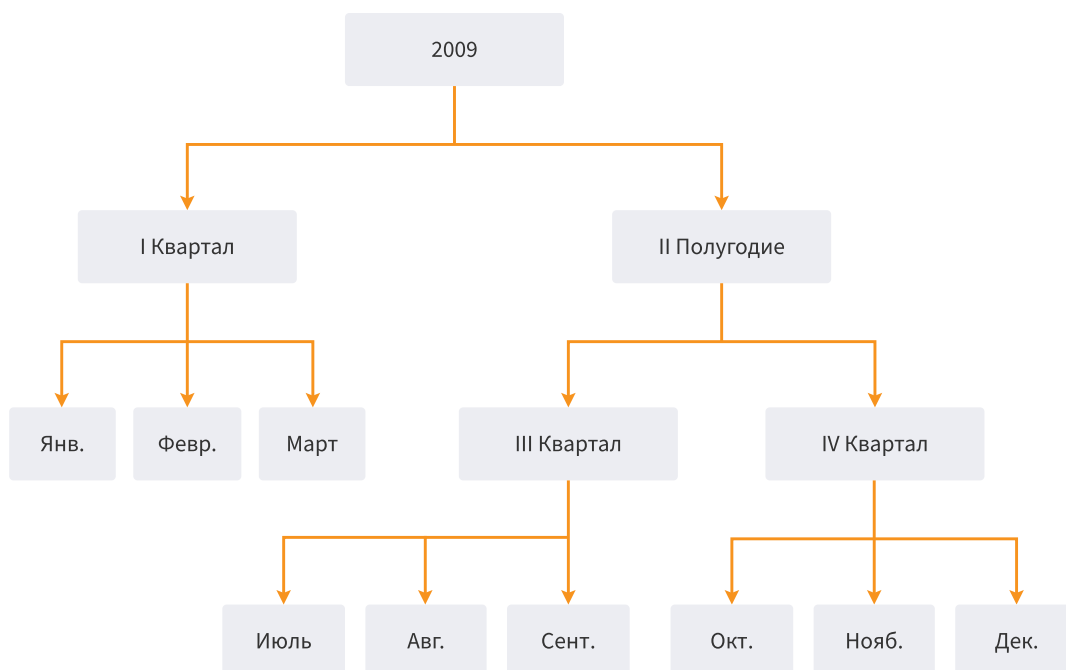 2009
I Квартал
II Полугодие
Янв.
Февр.
Март
III Квартал
IV Квартал
Июль
Авг.
Сент.
Окт.
Нояб.
Дек.